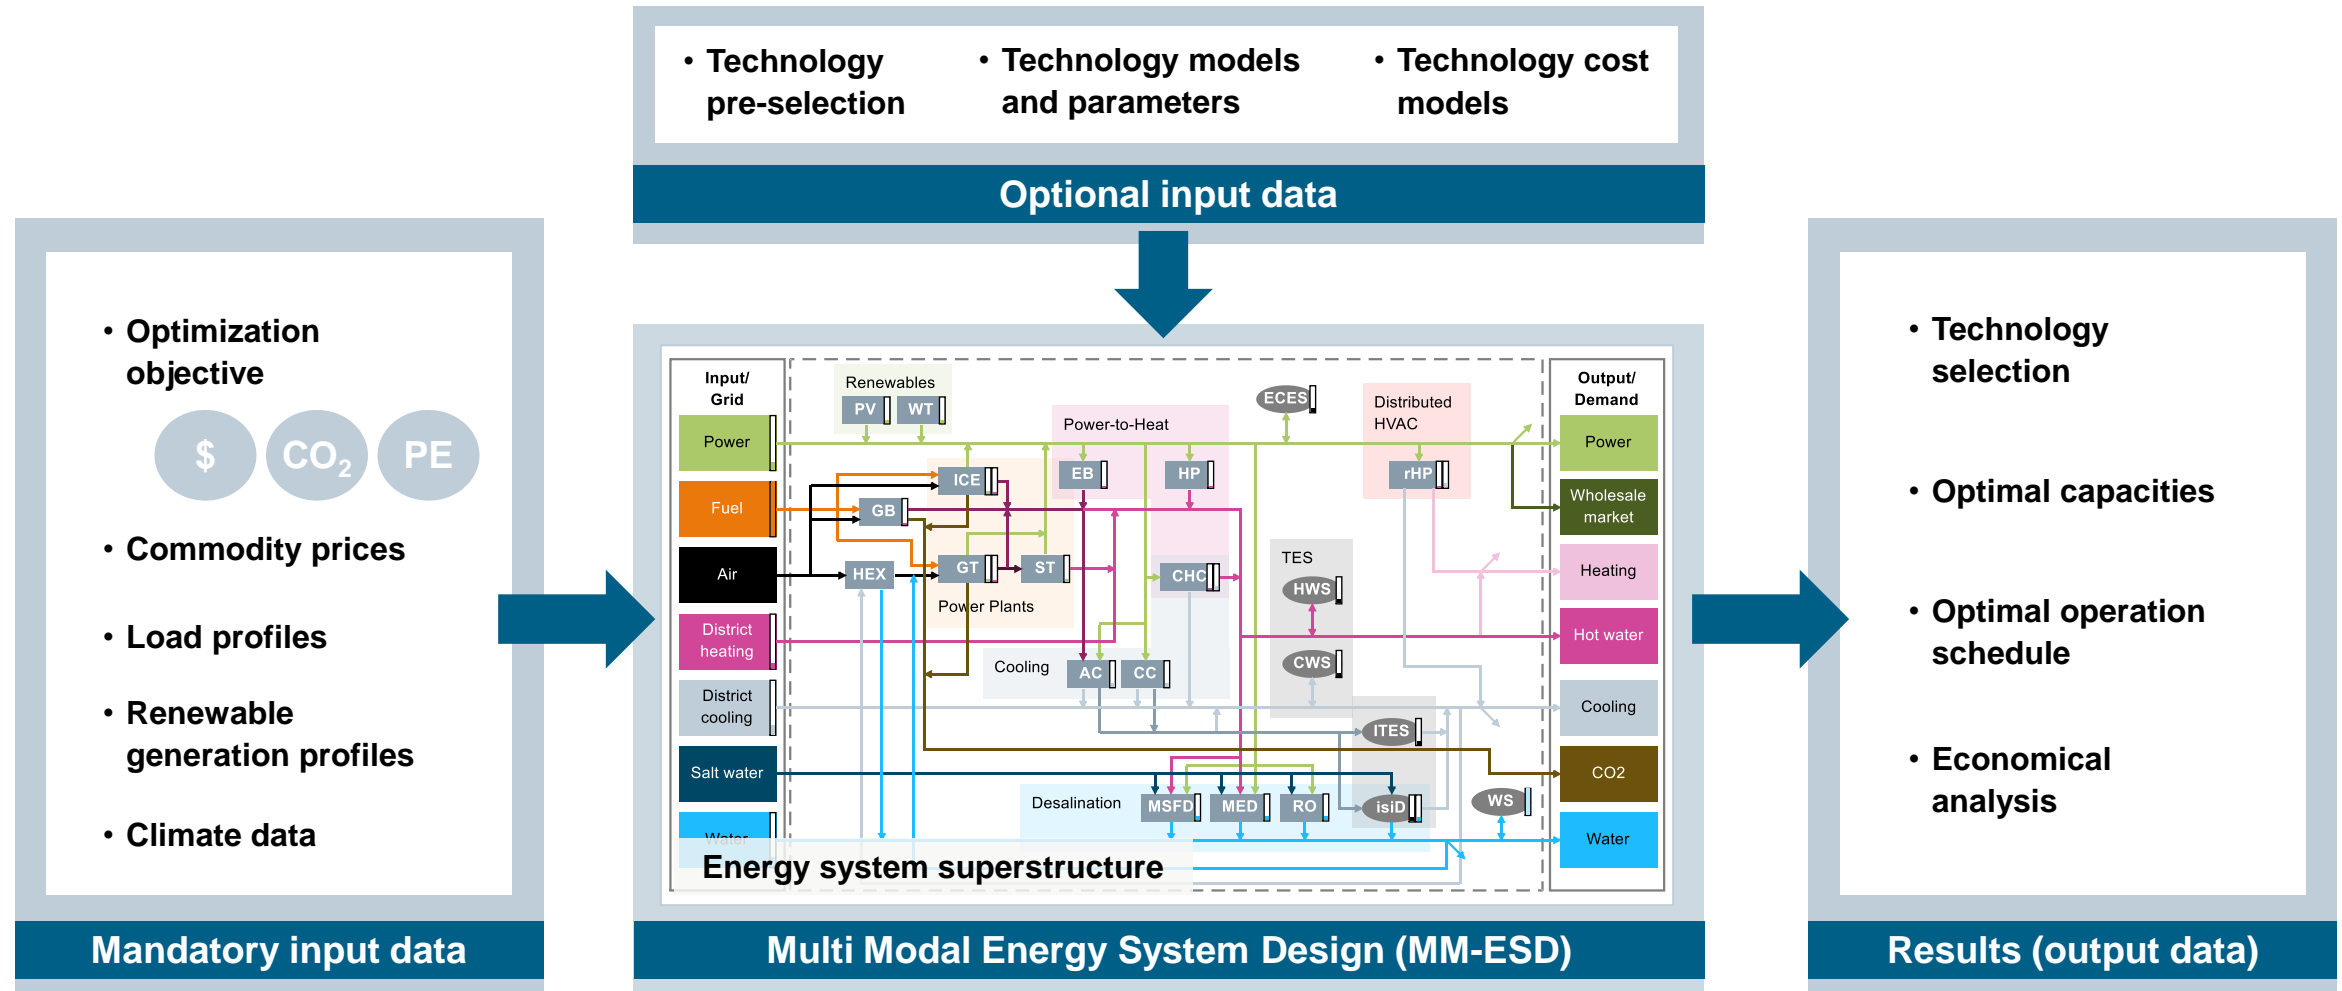 • Technology
pre-selection
• Technology models
and parameters
• Technology cost
models
Optional input data
• Optimization
objective
$ CO2 PE
• Commodity prices
• Load profiles
• Renewable
generation profiles
• Climate data
Mandatory input data
Input/
Grid
Power
Fuel
Air
District
heating
District
cooling
Salt water
Water
Renewables
PV WT
ECES
Power-to-Heat
Distributed
HVAC
ICE
EB
HP
rHP
GB
HEX
GT
ST
CHC
Power Plants
TES
HWS
Cooling
AC
CC
CWS
ITES
Desalination
MSFD
MED
RO
isiD
WS
Output/
Demand
Power
Wholesale
market
Heating
Hot water
Cooling
CO2
Water
Energy system superstructure
Multi Modal Energy System Design (MM-ESD)
• Technology
selection
• Optimal capacities
• Optimal operation
schedule
• Economical
analysis
Results (output data)